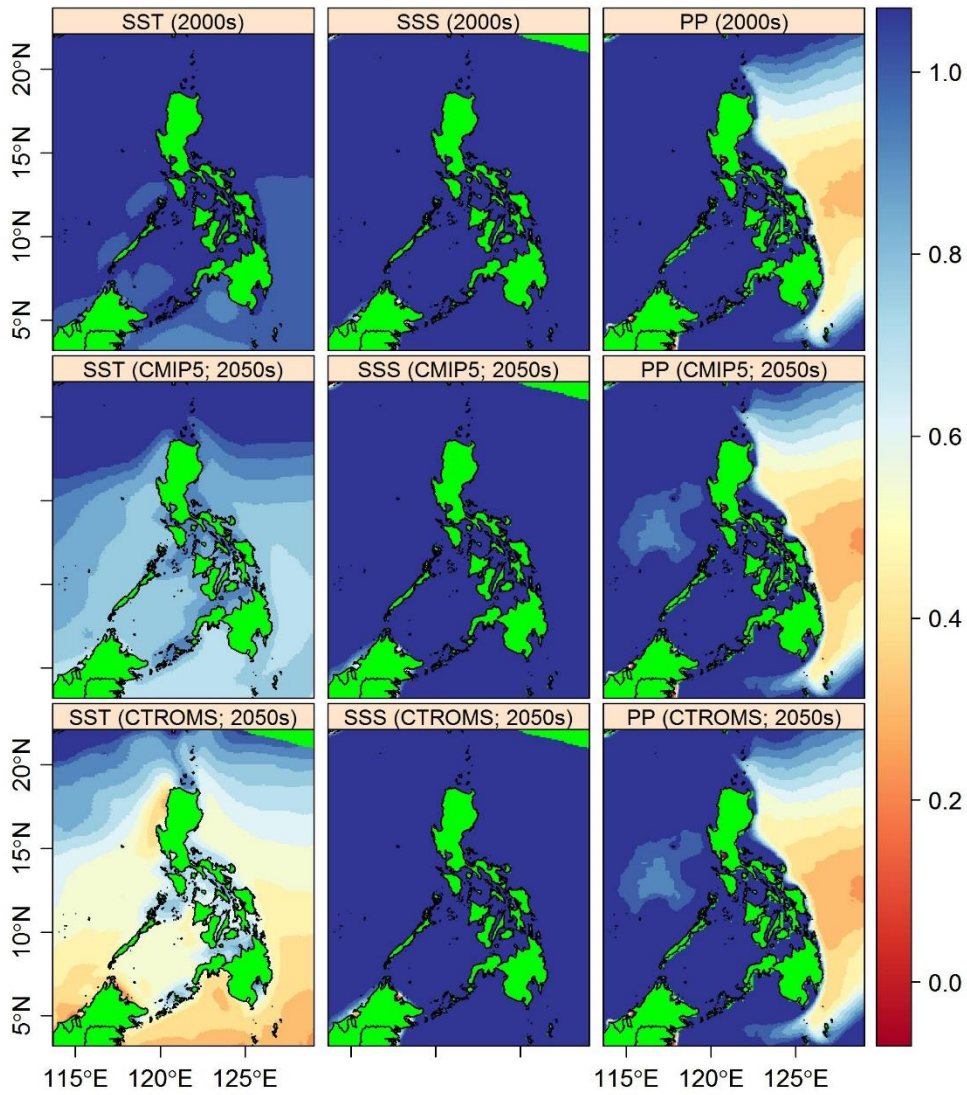 SST (2000s) SSS (2000s) PP (2000s)
1.0
20°N
15°N
0.8
10°N
5°N
SST (CMIP5; 2050s) SSS (CMIP5; 2050s) PP (CMIP5; 2050s)
0.6
0.4
SST (CTROMS; 2050s) SSS (CTROMS; 2050s) PP (CTROMS; 2050s)
20°N
0.2
15°N
10°N
0.0
5°N
115°E 120°E 125°E 115°E 120°E 125°E